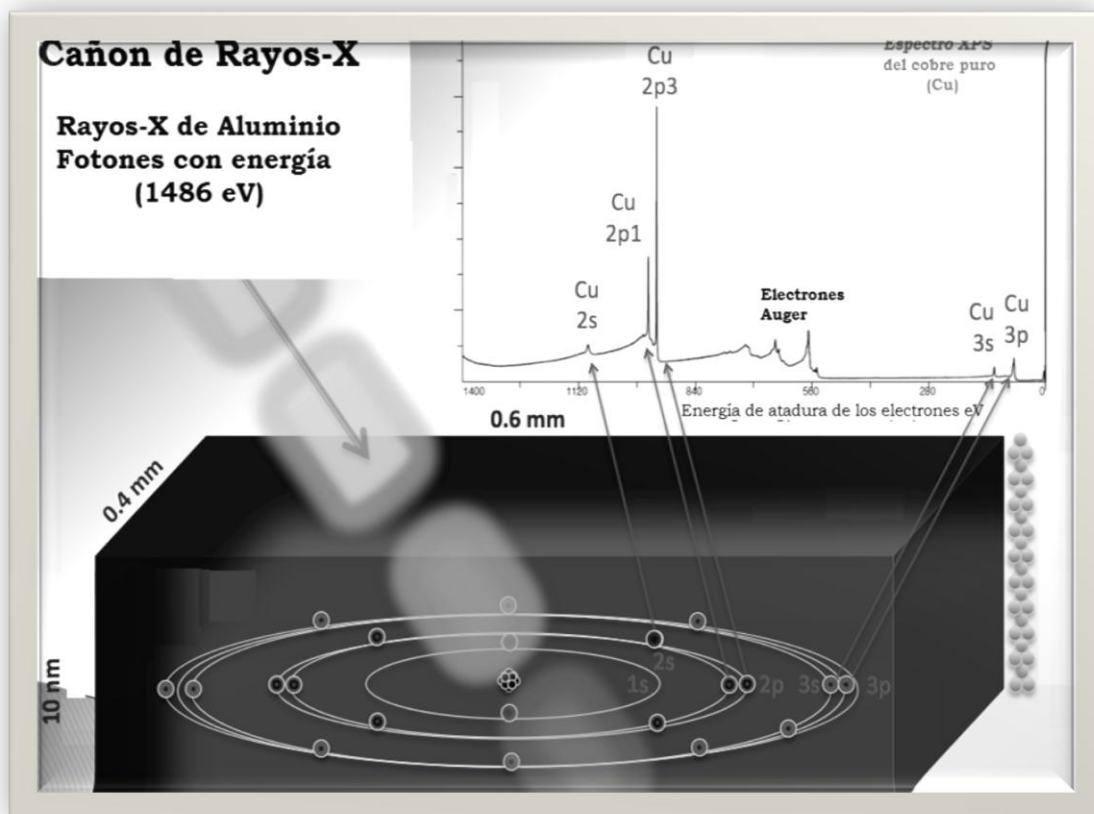 Cañon de Rayos-X
Rayos-X de Aluminio
Fotones con energía
(1486 eV)
Espectro XPS
del cobre puro
(Cu)
Cu
2p3
Cu
2p1
Cu
2s
Electrones
Auger
Cu
3s
Cu
3p
1400
1120
840
560
280
0
Energía de atadura de los electrones eV
0.6 mm
0.4 mm
10 nm
2s
1s
2p
3s
3p